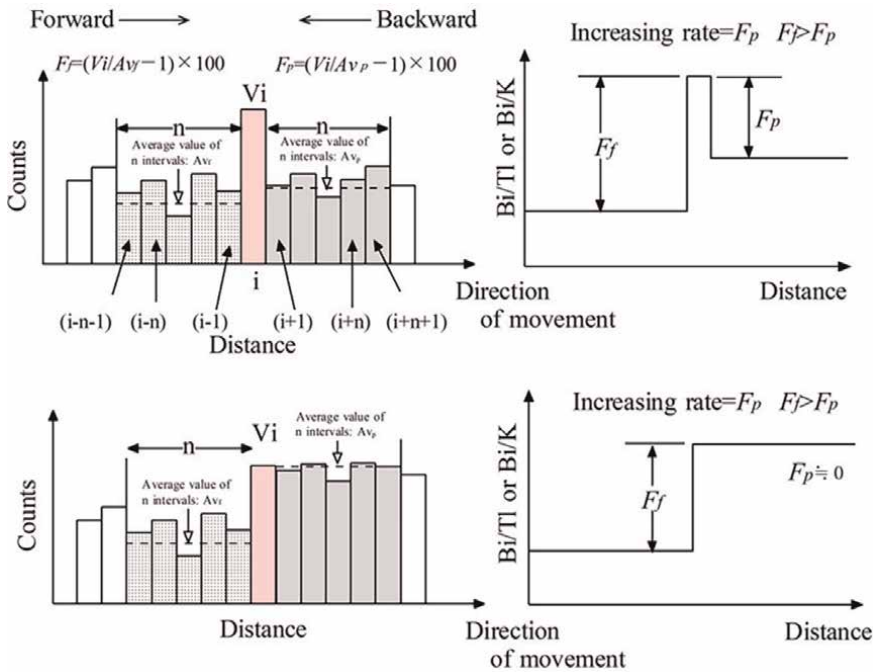 Forward
Backward
Ff=(Vi/Avf−1)×100
Fp=(Vi/Avp−1)×100
Vi
n
n
Average value of
n intervals: Avf
Average value of
n intervals: Avp
Counts
i
(i-n-1)
(i-n)
(i-1)
(i+1)
(i+n)
(i+n+1)
Distance
Direction
of movement
Increasing rate=Fp Ff>Fp
Ff
Fp
Bi/Tl or Bi/K
Distance
n
Vi
Average value of
n intervals: Avp
Average value of
n intervals: Avf
Counts
Distance
Direction
of movement
Increasing rate=Fp Ff>Fp
Ff
Fp≒0
Bi/Tl or Bi/K
Distance